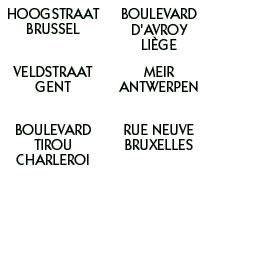 HOOGSTRAAT
BRUSSEL
BOULEVARD
D'AVROY
LIÈGE
VELDSTRAAT
GENT
MEIR
ANTWERPEN
BOULEVARD
TIROU
CHARLEROI
RUE NEUVE
BRUXELLES